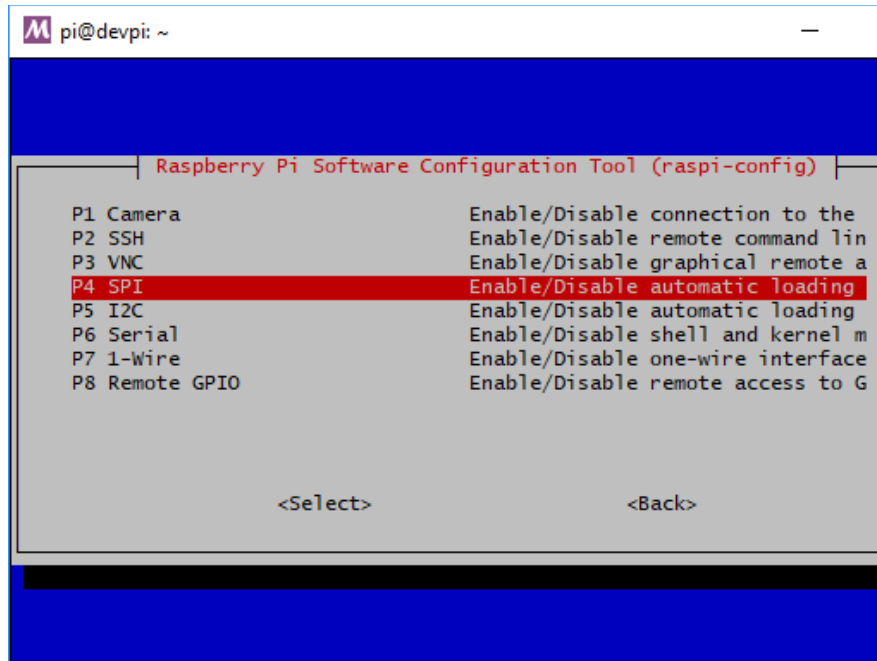 M pi@devpi: ~
Raspberry Pi Software Configuration Tool (raspi-config)
P1 Camera Enable/Disable connection to the
P2 SSH Enable/Disable remote command lin
P3 VNC Enable/Disable graphical remote a
P4 SPI Enable/Disable automatic loading
P5 I2C Enable/Disable automatic loading
P6 Serial Enable/Disable shell and kernel m
P7 1-Wire Enable/Disable one-wire interface
P8 Remote GPIO Enable/Disable remote access to G
<Select> <Back>